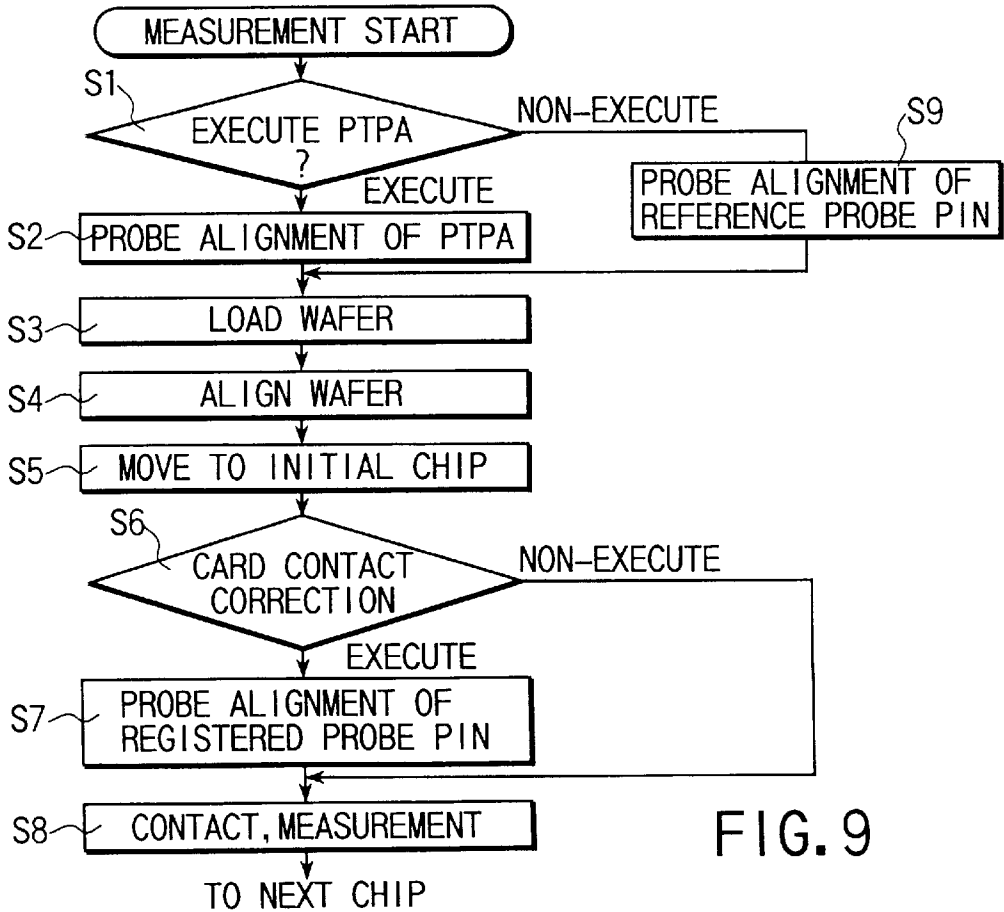 MEASUREMENT START
S1
EXECUTE PTPA
?
NON-EXECUTE
S9
PROBE ALIGNMENT OF
REFERENCE PROBE PIN
EXECUTE
S2
PROBE ALIGNMENT OF PTPA
S3
LOAD WAFER
S4
ALIGN WAFER
S5
MOVE TO INITIAL CHIP
S6
CARD CONTACT
CORRECTION
NON-EXECUTE
EXECUTE
S7
PROBE ALIGNMENT OF
REGISTERED PROBE PIN
S8
CONTACT, MEASUREMENT
TO NEXT CHIP
FIG. 9